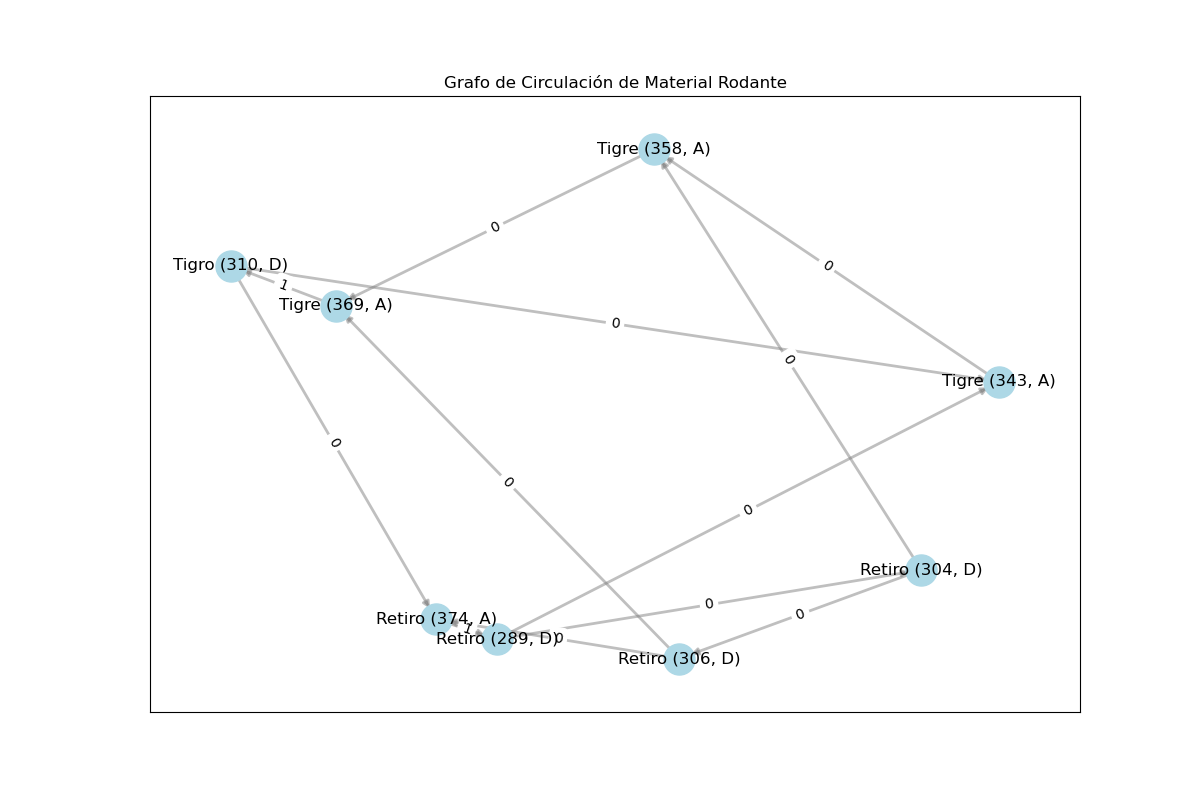 Grafo de Circulación de Material Rodante
Tigre (358, A)
0
Tigro (310, D)
0
1
Tigre (369, A)
0
0
Tigre (343, A)
0
0
0
Retiro (304, D)
0
0
Retiro (374, A)
1
Retiro (289, D)
0
Retiro (306, D)